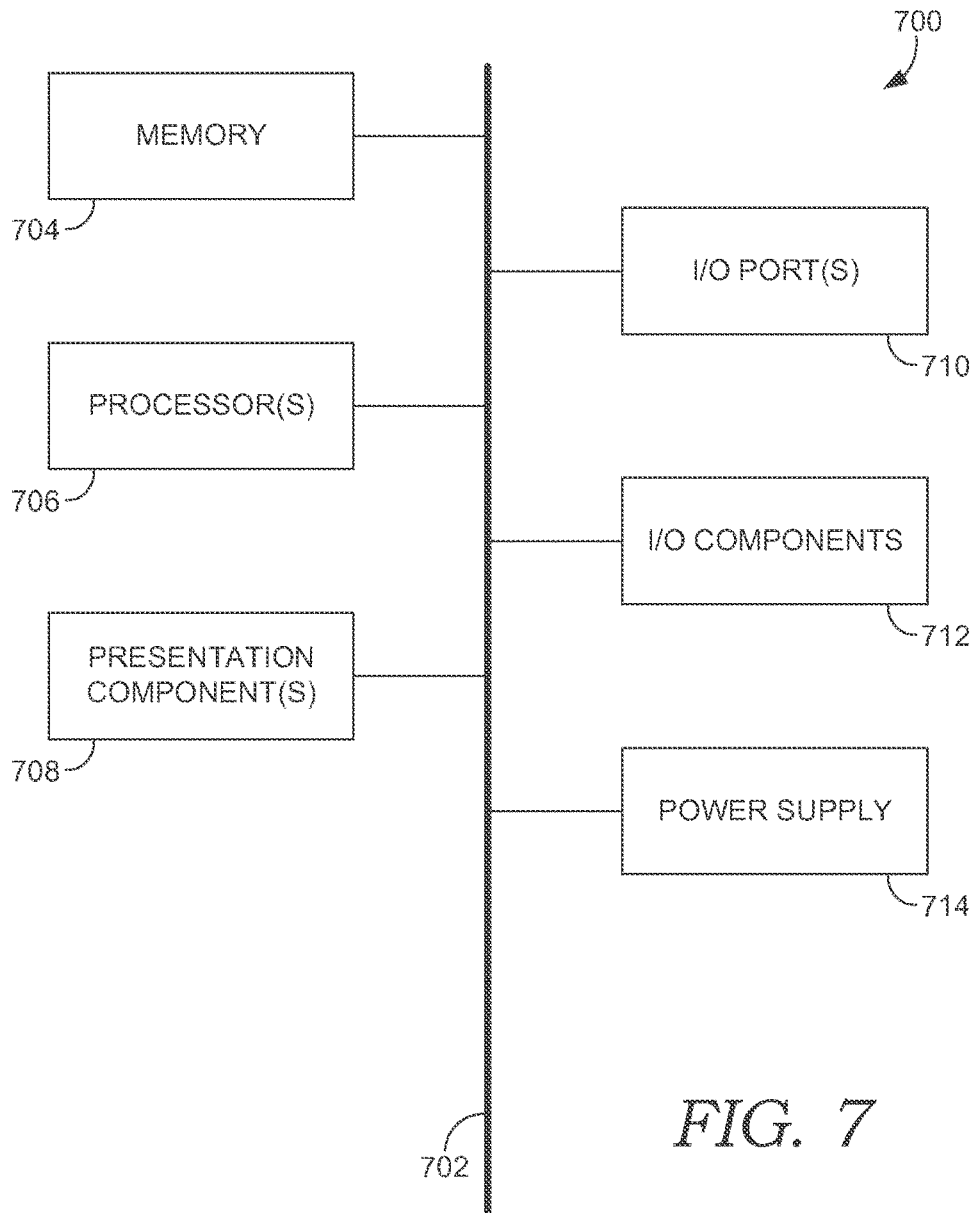 700
MEMORY
704
I/O PORT(S)
710
PROCESSOR(S)
706
I/O COMPONENTS
712
PRESENTATION
COMPONENT(S)
708
POWER SUPPLY
714
702
FIG. 7